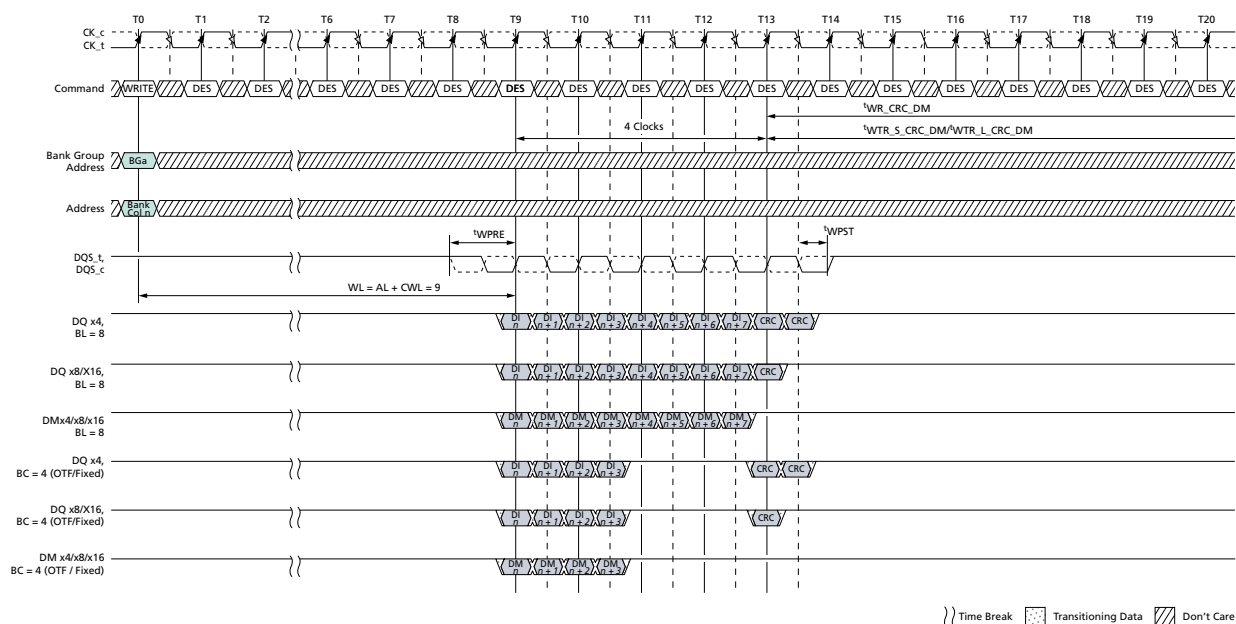 T0 T1 T2 T6 T7 T8 T9 T10 T11 T12 T13 T14 T15 T16 T17 T18 T19 T20
CK_c
CK_t
Command WRITE DES DES DES DES DES DES DES DES DES DES DES DES DES DES DES DES DES
tWR_CRC_DM
4 Clocks
tWTR_S_CRC_DM/tWTR_L_CRC_DM
Bank Group
Address
BGa
Address
Bank
Col n
tWPRE
tWPST
DQS_t,
DQS_c
WL = AL + CWL = 9
DQ x4,
BL = 8
DI n DI n + 1 DI n + 2 DI n + 3 DI n + 4 DI n + 5 DI n + 6 DI n + 7 CRC CRC
DQ x8/X16,
BL = 8
DI n DI n + 1 DI n + 2 DI n + 3 DI n + 4 DI n + 5 DI n + 6 DI n + 7 CRC
DMx4/x8/x16
BL = 8
DM n DM n + 1 DM n + 2 DM n + 3 DM n + 4 DM n + 5 DM n + 6 DM n + 7
DQ x4,
BC = 4 (OTF/Fixed)
DI n DI n + 1 DI n + 2 DI n + 3 CRC CRC
DQ x8/X16,
BC = 4 (OTF/Fixed)
DI n DI n + 1 DI n + 2 DI n + 3 CRC
DM x4/x8/x16
BC = 4 (OTF / Fixed)
DM n DM n + 1 DM n + 2 DM n + 3
Time Break Transitioning Data Don't Care